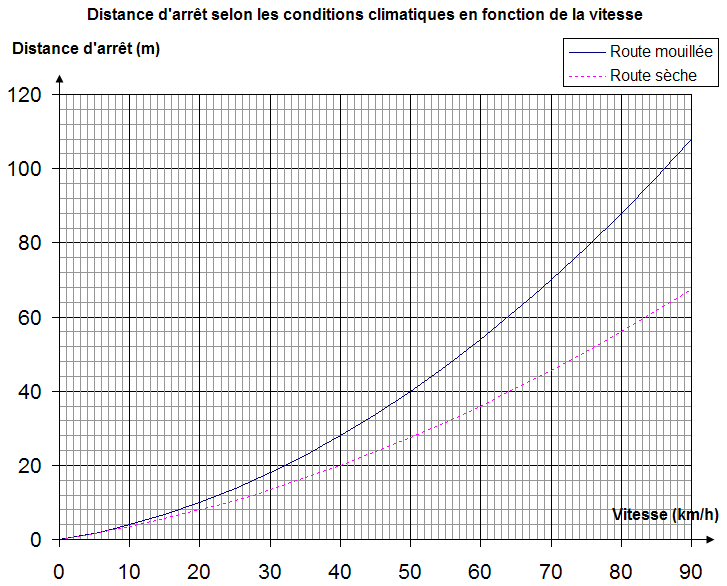 Distance d'arrêt selon les conditions climatiques en fonction de la vitesse
Distance d'arrêt (m)
Route mouillée
Route sèche
120
100
80
60
40
20
0
Vitesse (km/h)
0 10 20 30 40 50 60 70 80 90